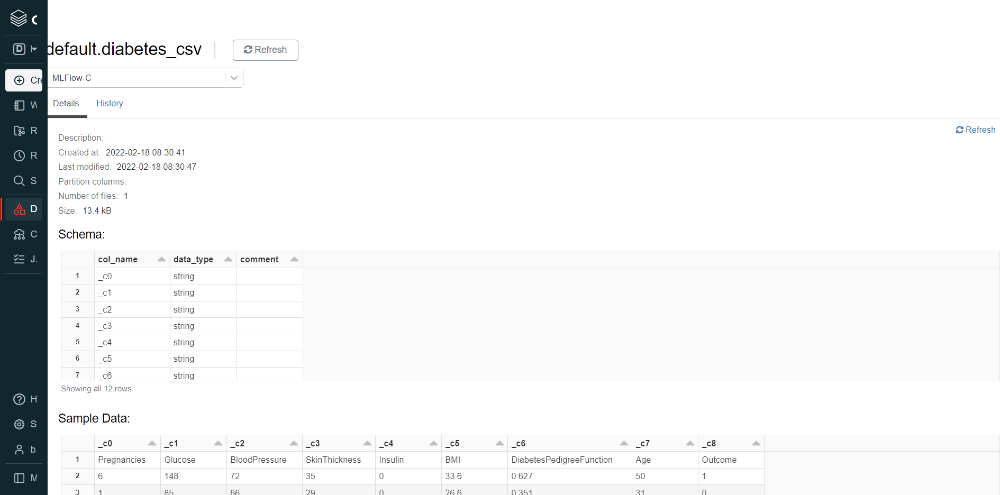 C
D
default.diabetes_csv
Refresh
Cre
MLFlow-C
W
Details History
R
Refresh
Description:
Created at: 2022-02-18 08:30:41
R
Last modified: 2022-02-18 08:30:47
S
Partition columns:
Number of files: 1
D
Size: 13.4 kB
C
Schema:
J.
col_name data_type comment
1 _c0 string
2 _c1 string
3 _c2 string
4 _c3 string
5 _c4 string
6 _c5 string
7 _c6 string
Showing all 12 rows.
H
Sample Data:
S
_c0 _c1 _c2 _c3 _c4 _c5 _c6 _c7 _c8
b.
1 Pregnancies Glucose BloodPressure SkinThickness Insulin BMI DiabetesPedigreeFunction Age Outcome
2 6 148 72 35 0 33.6 0.627 50 1
M
3 1 85 66 29 0 26.6 0.351 31 0